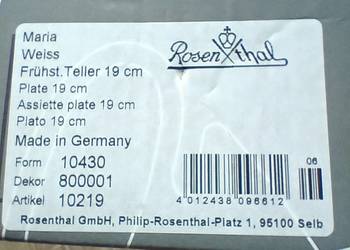 Maria
Weiss
Rosenthal
Frühst.Teller 19 cm
Plate 19 cm
Assiette plate 19 cm
Plato 19 cm
Made in Germany
Form 10430
Dekor 800001
Artikel 10219
06
4 012438 096612
Rosenthal GmbH, Philip-Rosenthal-Platz 1, 95100 Selb